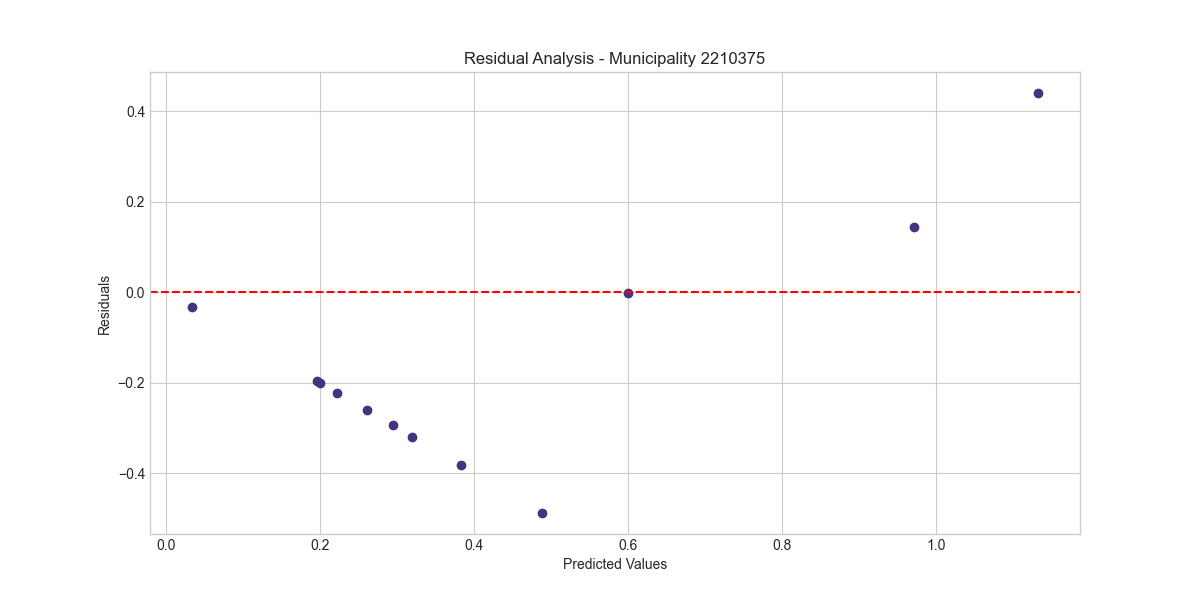 Residual Analysis - Municipality 2210375
0.4
0.2
0.0
−0.2
−0.4
Residuals
0.0 0.2 0.4 0.6 0.8 1.0
Predicted Values